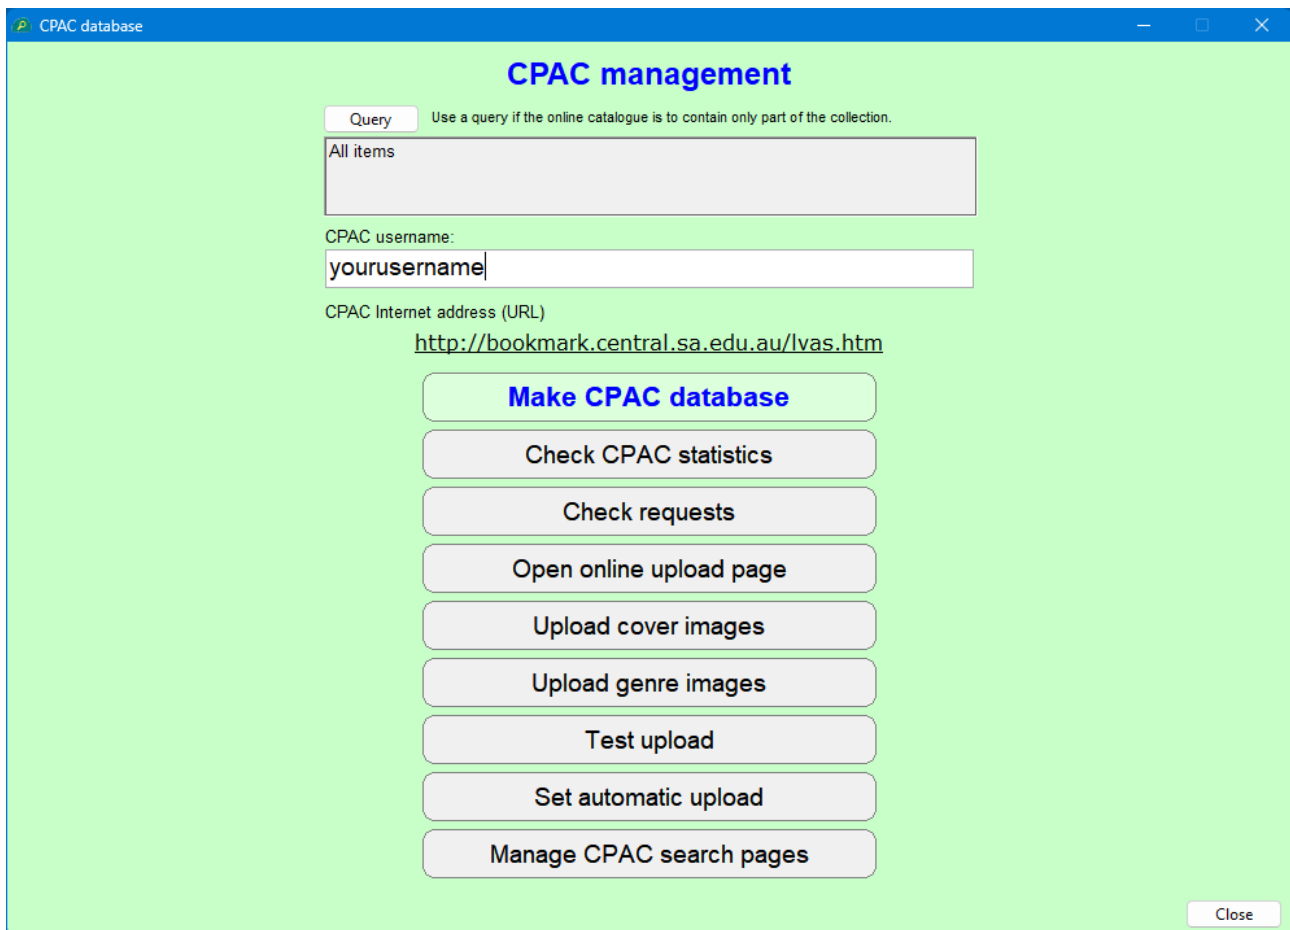 CPAC database
CPAC management
Query Use a query if the online catalogue is to contain only part of the collection.
All items
CPAC username:
yourusername
CPAC Internet address (URL)
http://bookmark.central.sa.edu.au/lvas.htm
Make CPAC database
Check CPAC statistics
Check requests
Open online upload page
Upload cover images
Upload genre images
Test upload
Set automatic upload
Manage CPAC search pages
Close